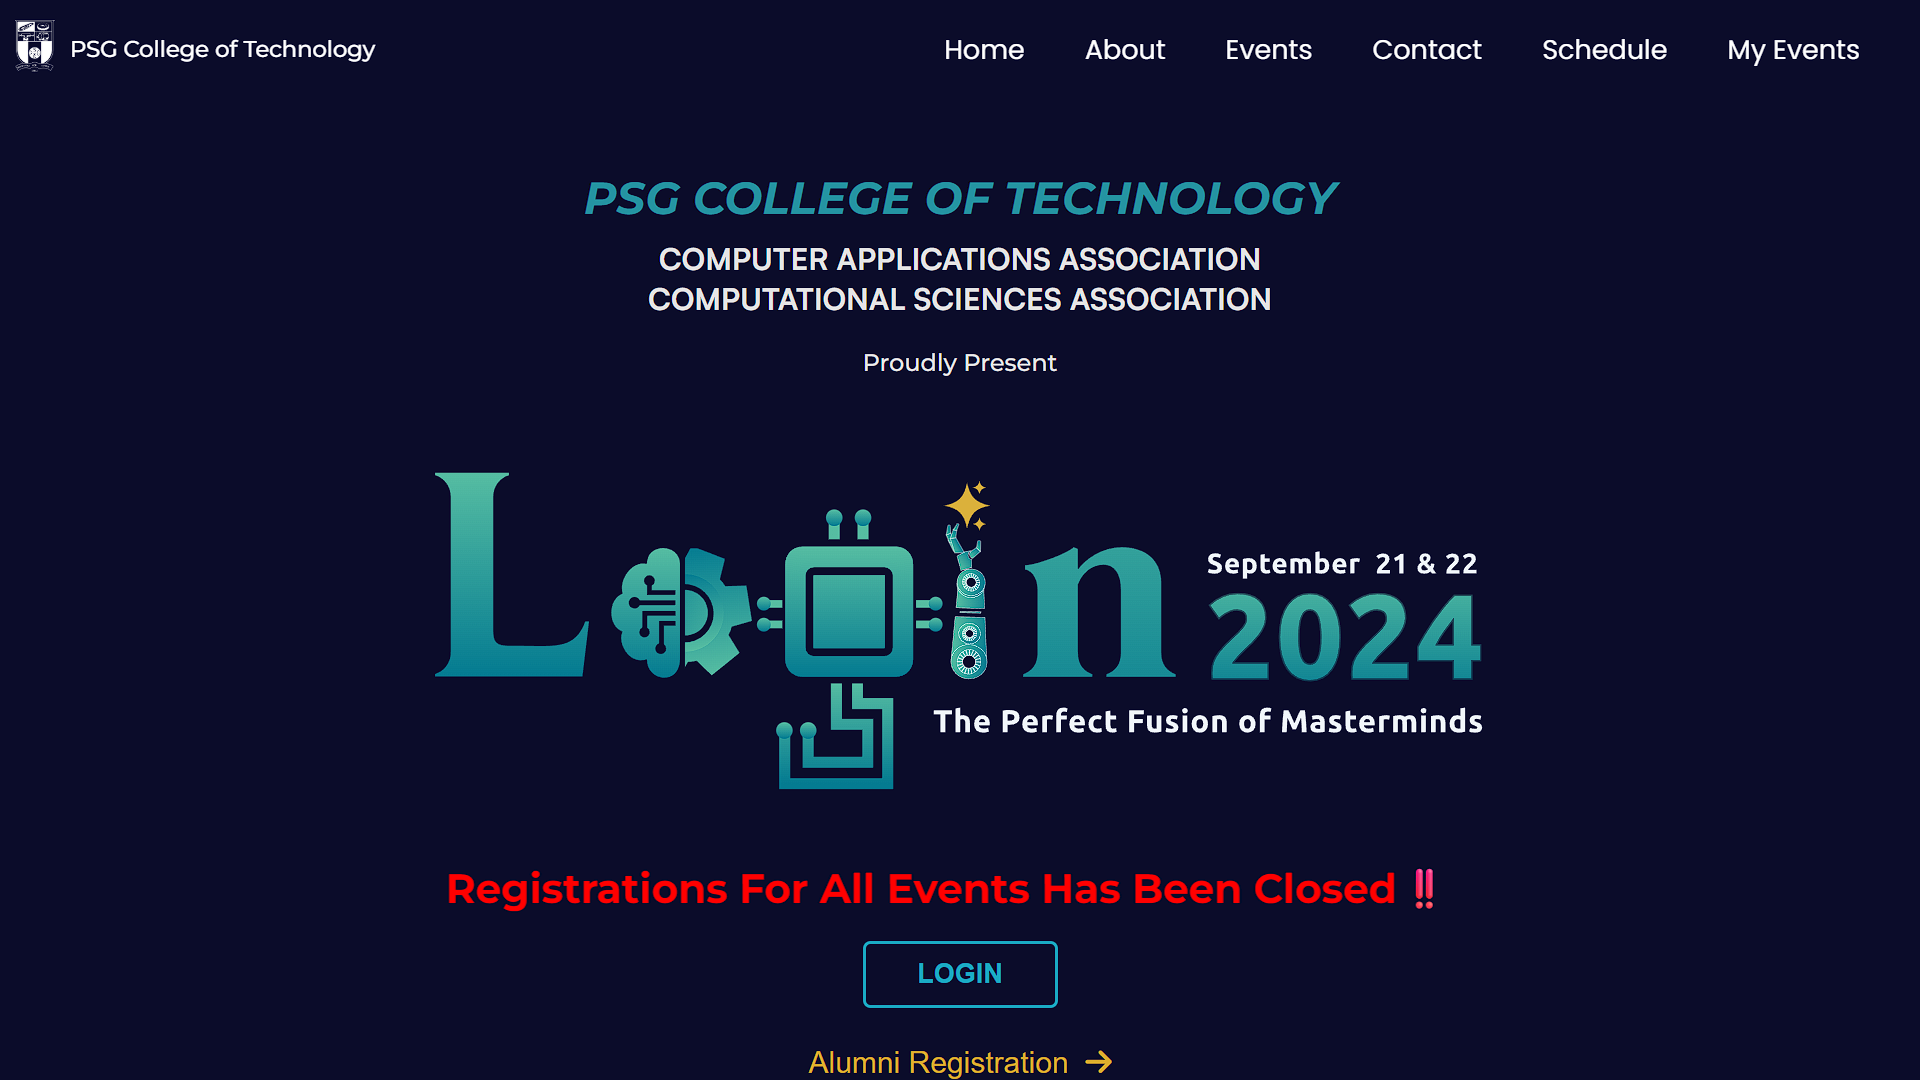 PSG College of Technology
Home
About
Events
Contact
Schedule
My Events
PSG COLLEGE OF TECHNOLOGY
COMPUTER APPLICATIONS ASSOCIATION
COMPUTATIONAL SCIENCES ASSOCIATION
Proudly Present
Login
September 21 & 22
2024
The Perfect Fusion of Masterminds
Registrations For All Events Has Been Closed ‼
LOGIN
Alumni Registration →